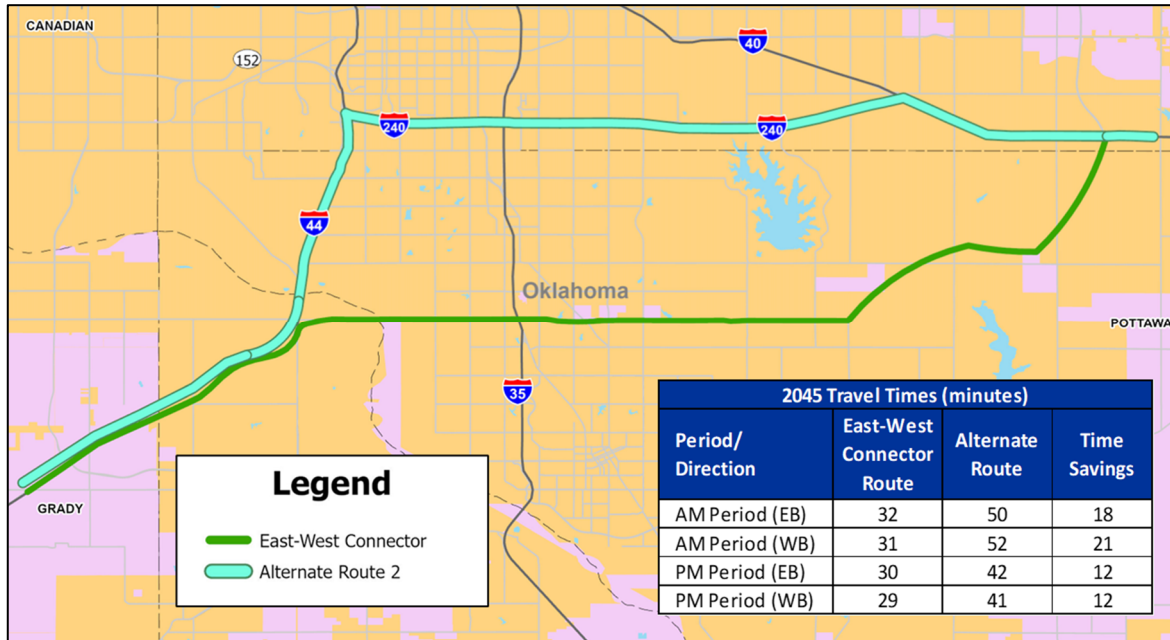 CANADIAN
152
40
240
240
44
Oklahoma
POTTAWA
35
GRADY
Legend
East-West Connector
Alternate Route 2
2045 Travel Times (minutes)
Period/
Direction
East-West
Connector
Route
Alternate
Route
Time
Savings
AM Period (EB) 32 50 18
AM Period (WB) 31 52 21
PM Period (EB) 30 42 12
PM Period (WB) 29 41 12